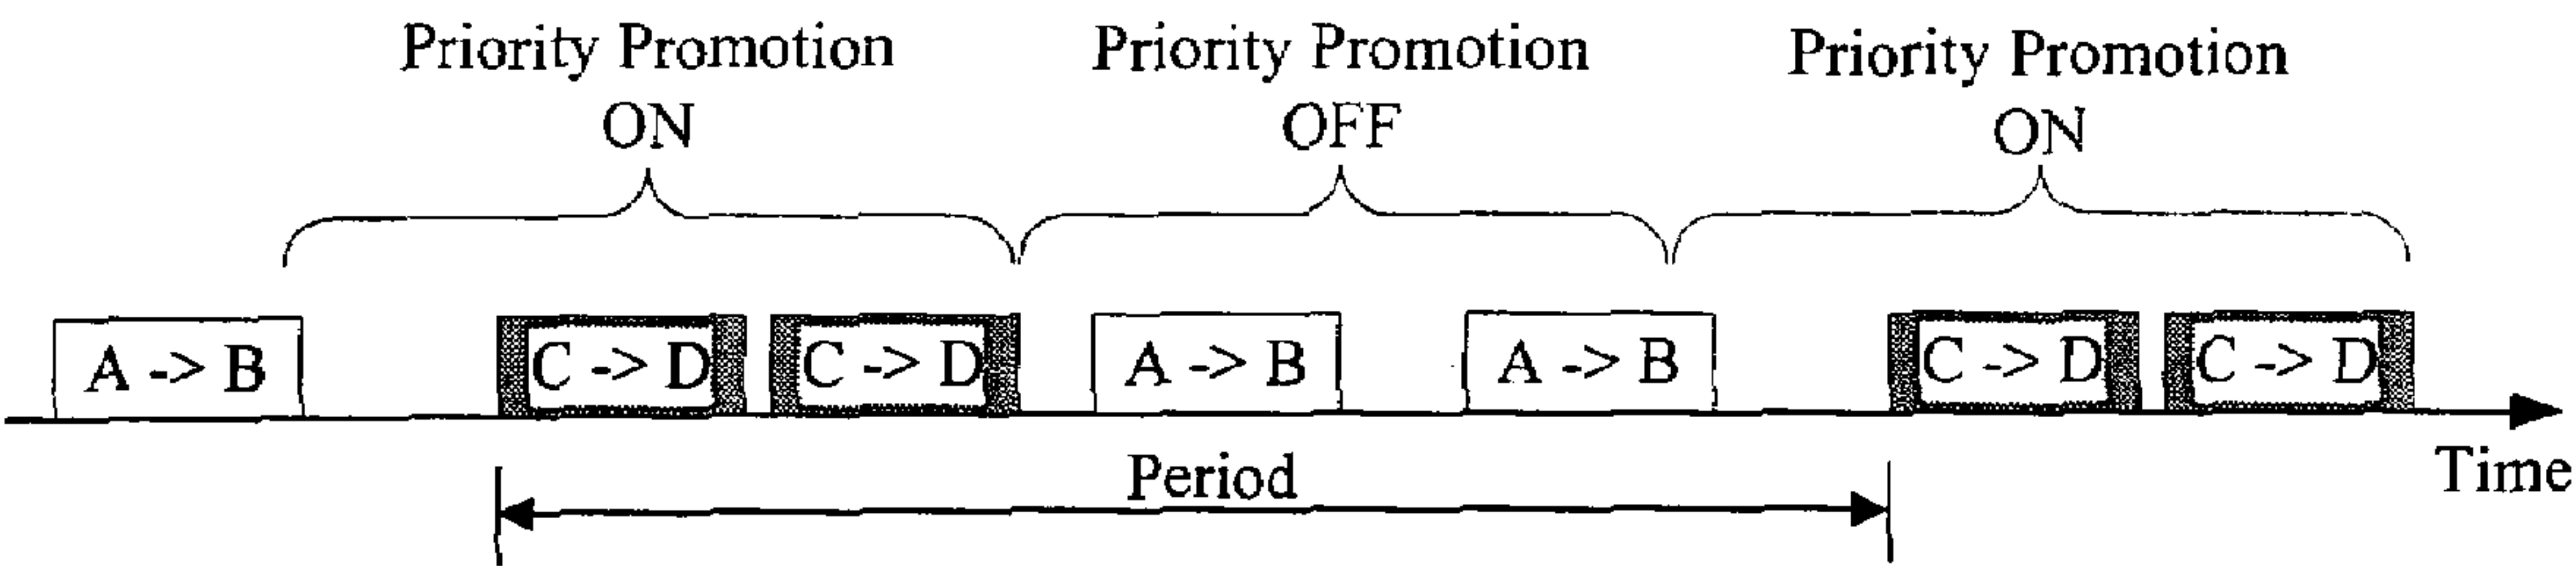 Priority Promotion
ON
Priority Promotion
OFF
Priority Promotion
ON
A -> B
C -> D
C -> D
A -> B
A -> B
C -> D
C -> D
Period
Time